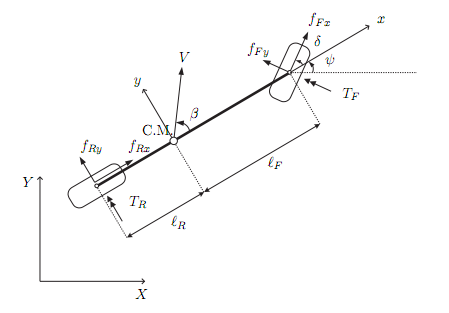 f_Fx
x
δ
f_Fy
ψ
V
T_F
y
β
C.M.
f_Ry
f_Rx
ℓ_F
Y
T_R
ℓ_R
X